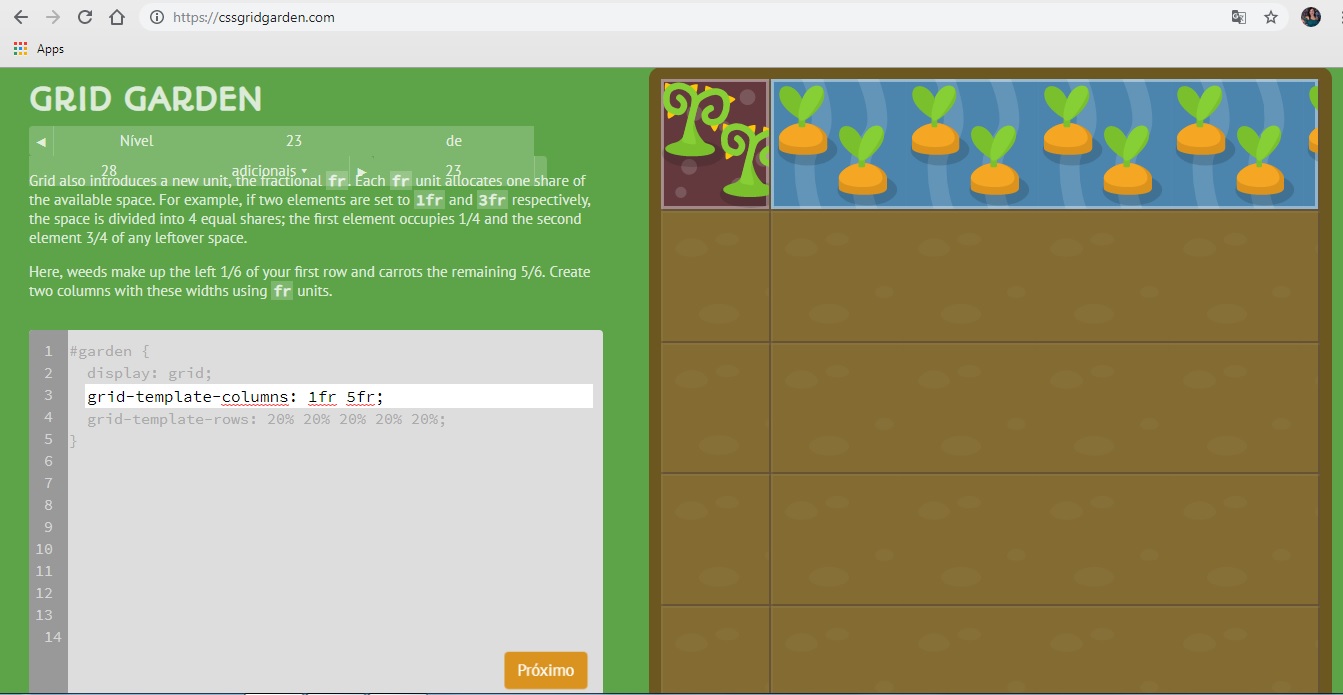 https://cssgridgarden.com
Apps
GRID GARDEN
◀ Nível 23 de
28 adicionais ▾ ▶ 23
Grid also introduces a new unit, the fractional fr. Each fr unit allocates one share of
the available space. For example, if two elements are set to 1fr and 3fr respectively,
the space is divided into 4 equal shares; the first element occupies 1/4 and the second
element 3/4 of any leftover space.
Here, weeds make up the left 1/6 of your first row and carrots the remaining 5/6. Create
two columns with these widths using fr units.
1 #garden {
2 display: grid;
3 grid-template-columns: 1fr 5fr;
4 grid-template-rows: 20% 20% 20% 20% 20%;
5 }
6
7
8
9
10
11
12
13
14
Próximo